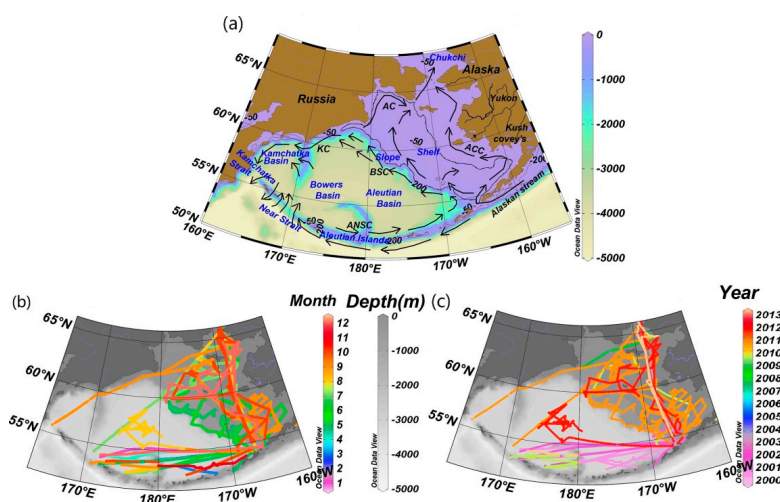 (a)
65°N
60°N
55°N
50°N
160°E
170°E
180°E
170°W
160°W
Russia
Alaska
Chukchi
Yukon
Kush
covey's
-50
-50
-50
-50
-50
-50
AC
ACC
KC
BSC
ANSC
Slope
Shelf
Kamchatka
Basin
Kamchatka
Strait
Bowers
Basin
Aleutian
Basin
Near Strait
Aleutian Islands
Alaskan stream
200
-200
-200
Ocean Data View
0
-1000
-2000
-3000
-4000
-5000
(b)
65°N
60°N
55°N
170°E
180°E
170°W
160°W
Ocean Data View
Month
12
11
10
9
8
7
6
5
4
3
2
1
Depth(m)
0
-1000
-2000
-3000
-4000
-5000
(c)
65°N
60°N
55°N
170°E
180°E
170°W
160°W
Ocean Data View
Year
2013
2012
2011
2010
2009
2008
2007
2006
2005
2004
2003
2002
2001
2000